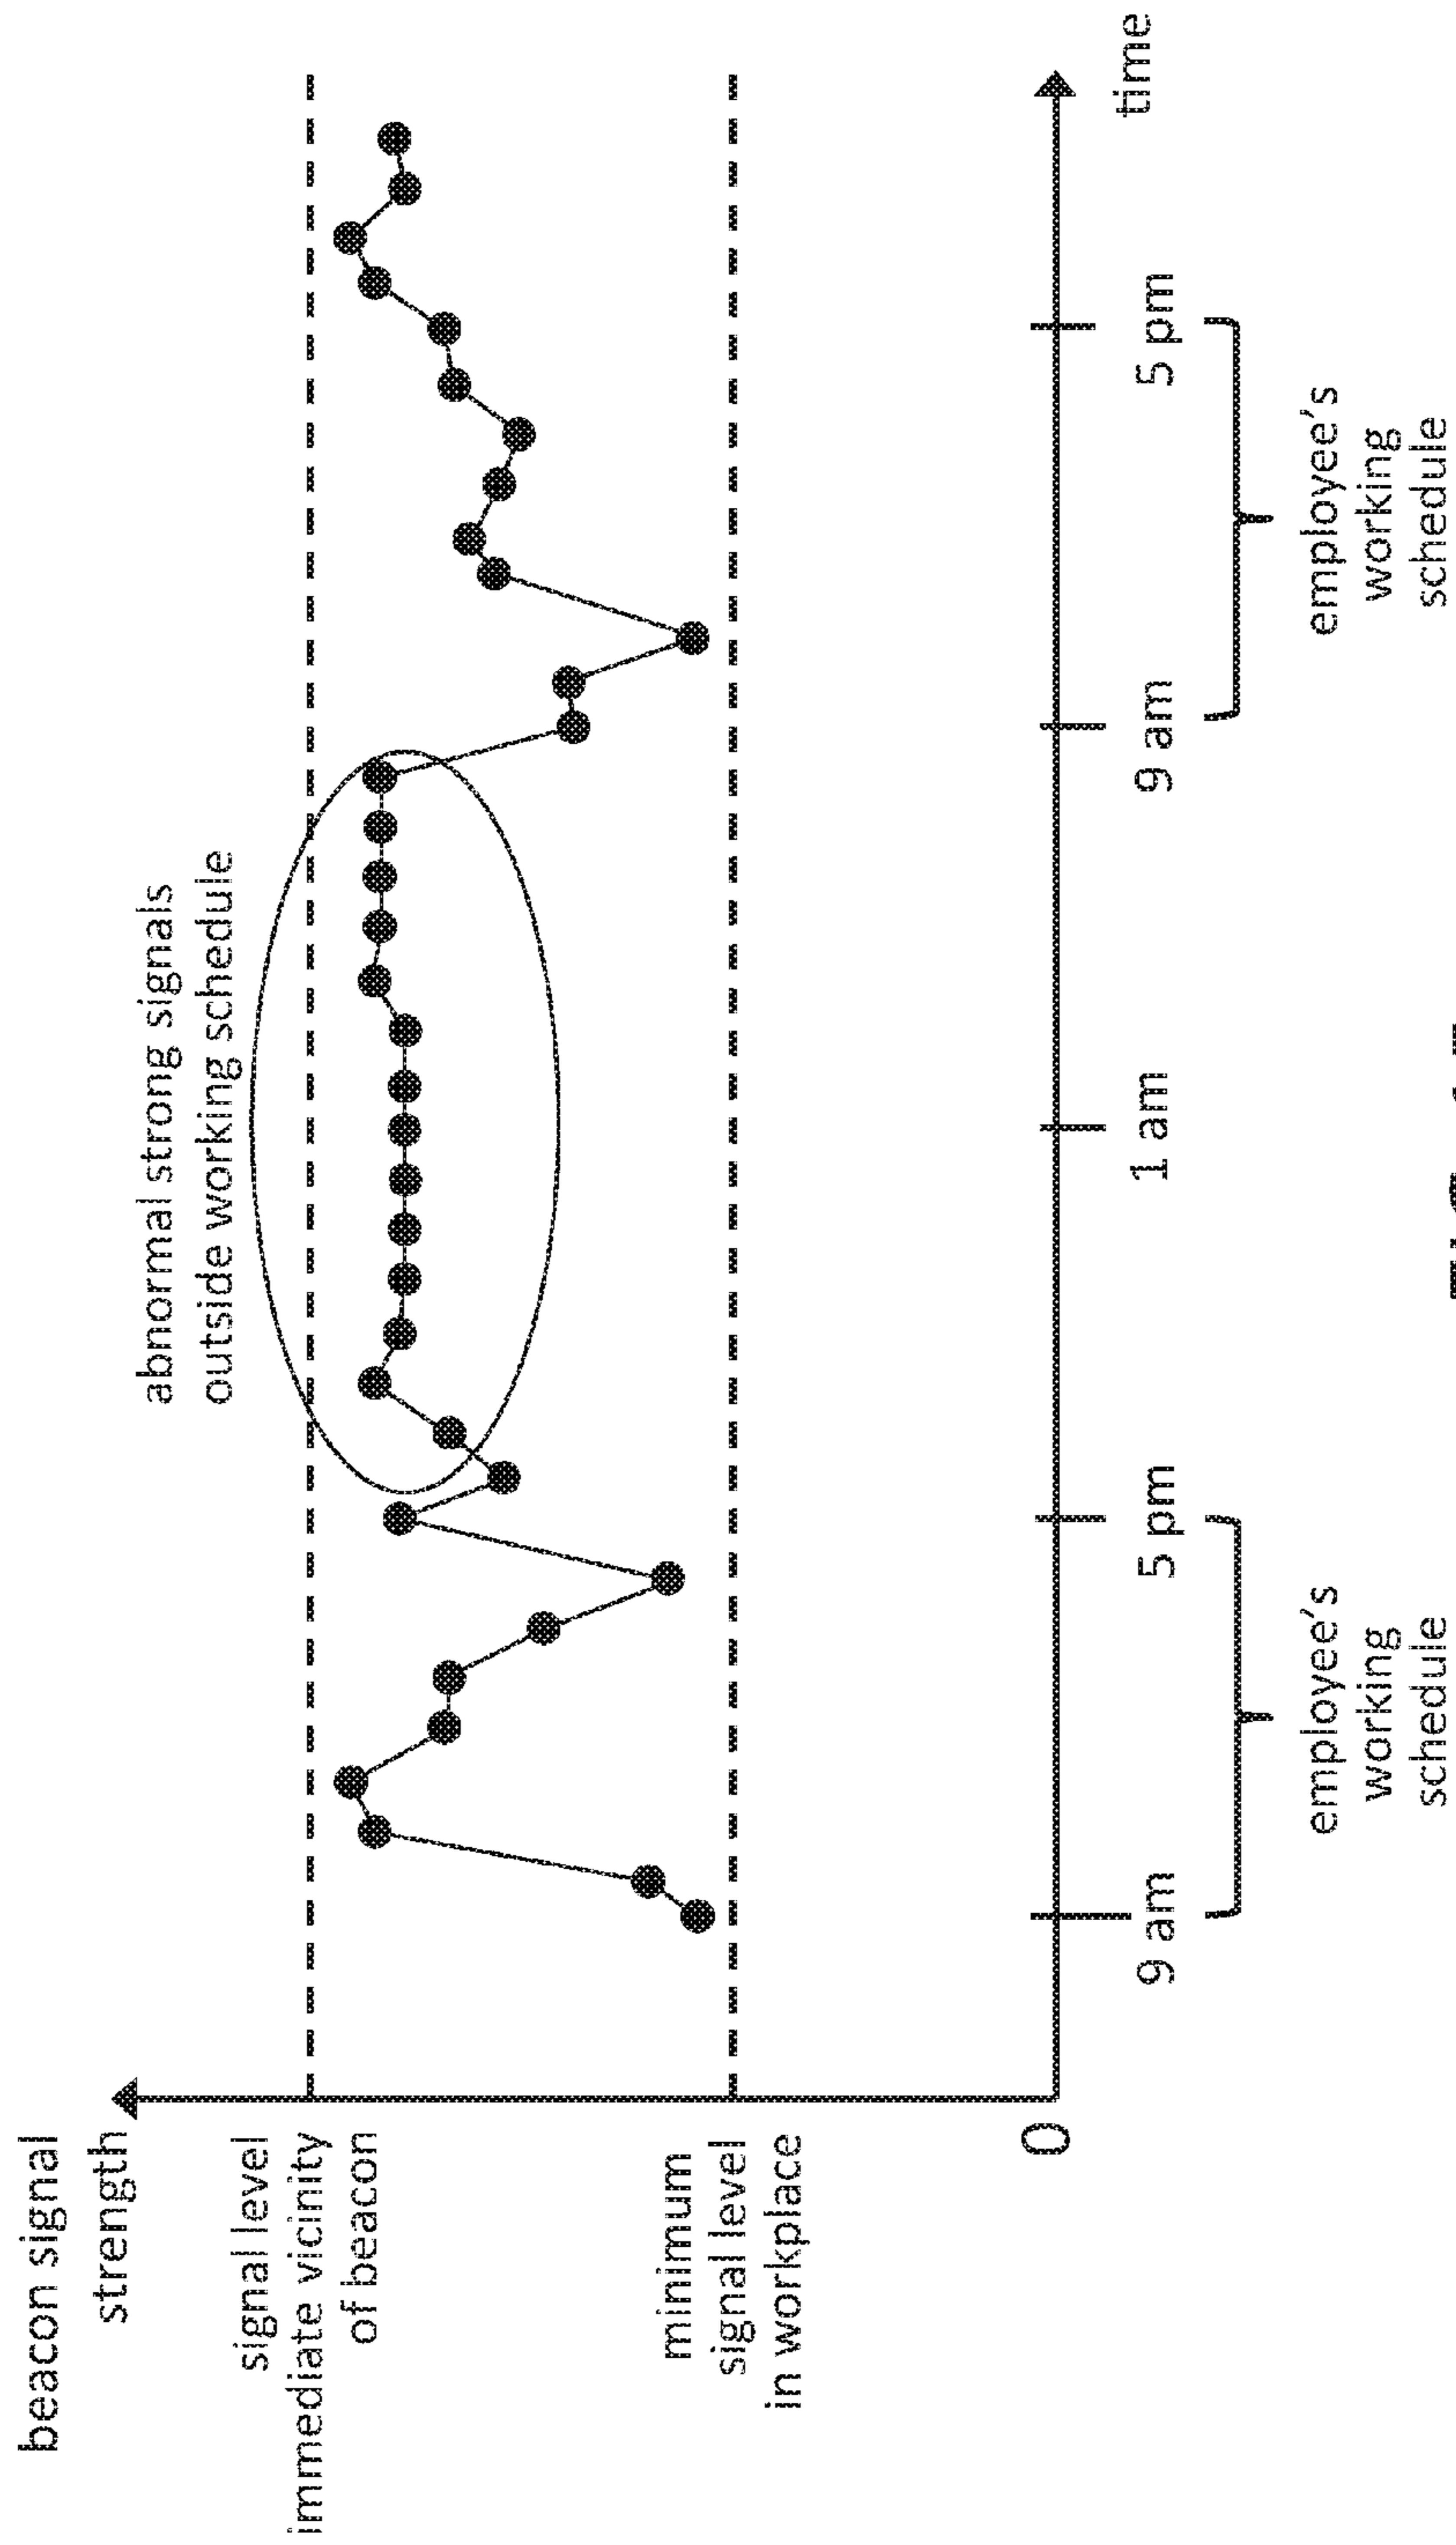 beacon signal
strength
signal level
immediate vicinity
of beacon
minimum
signal level
in workplace
0
abnormal strong signals
outside working schedule
9 am
5 pm
1 am
9 am
5 pm
time
employee's
working
schedule
employee's
working
schedule